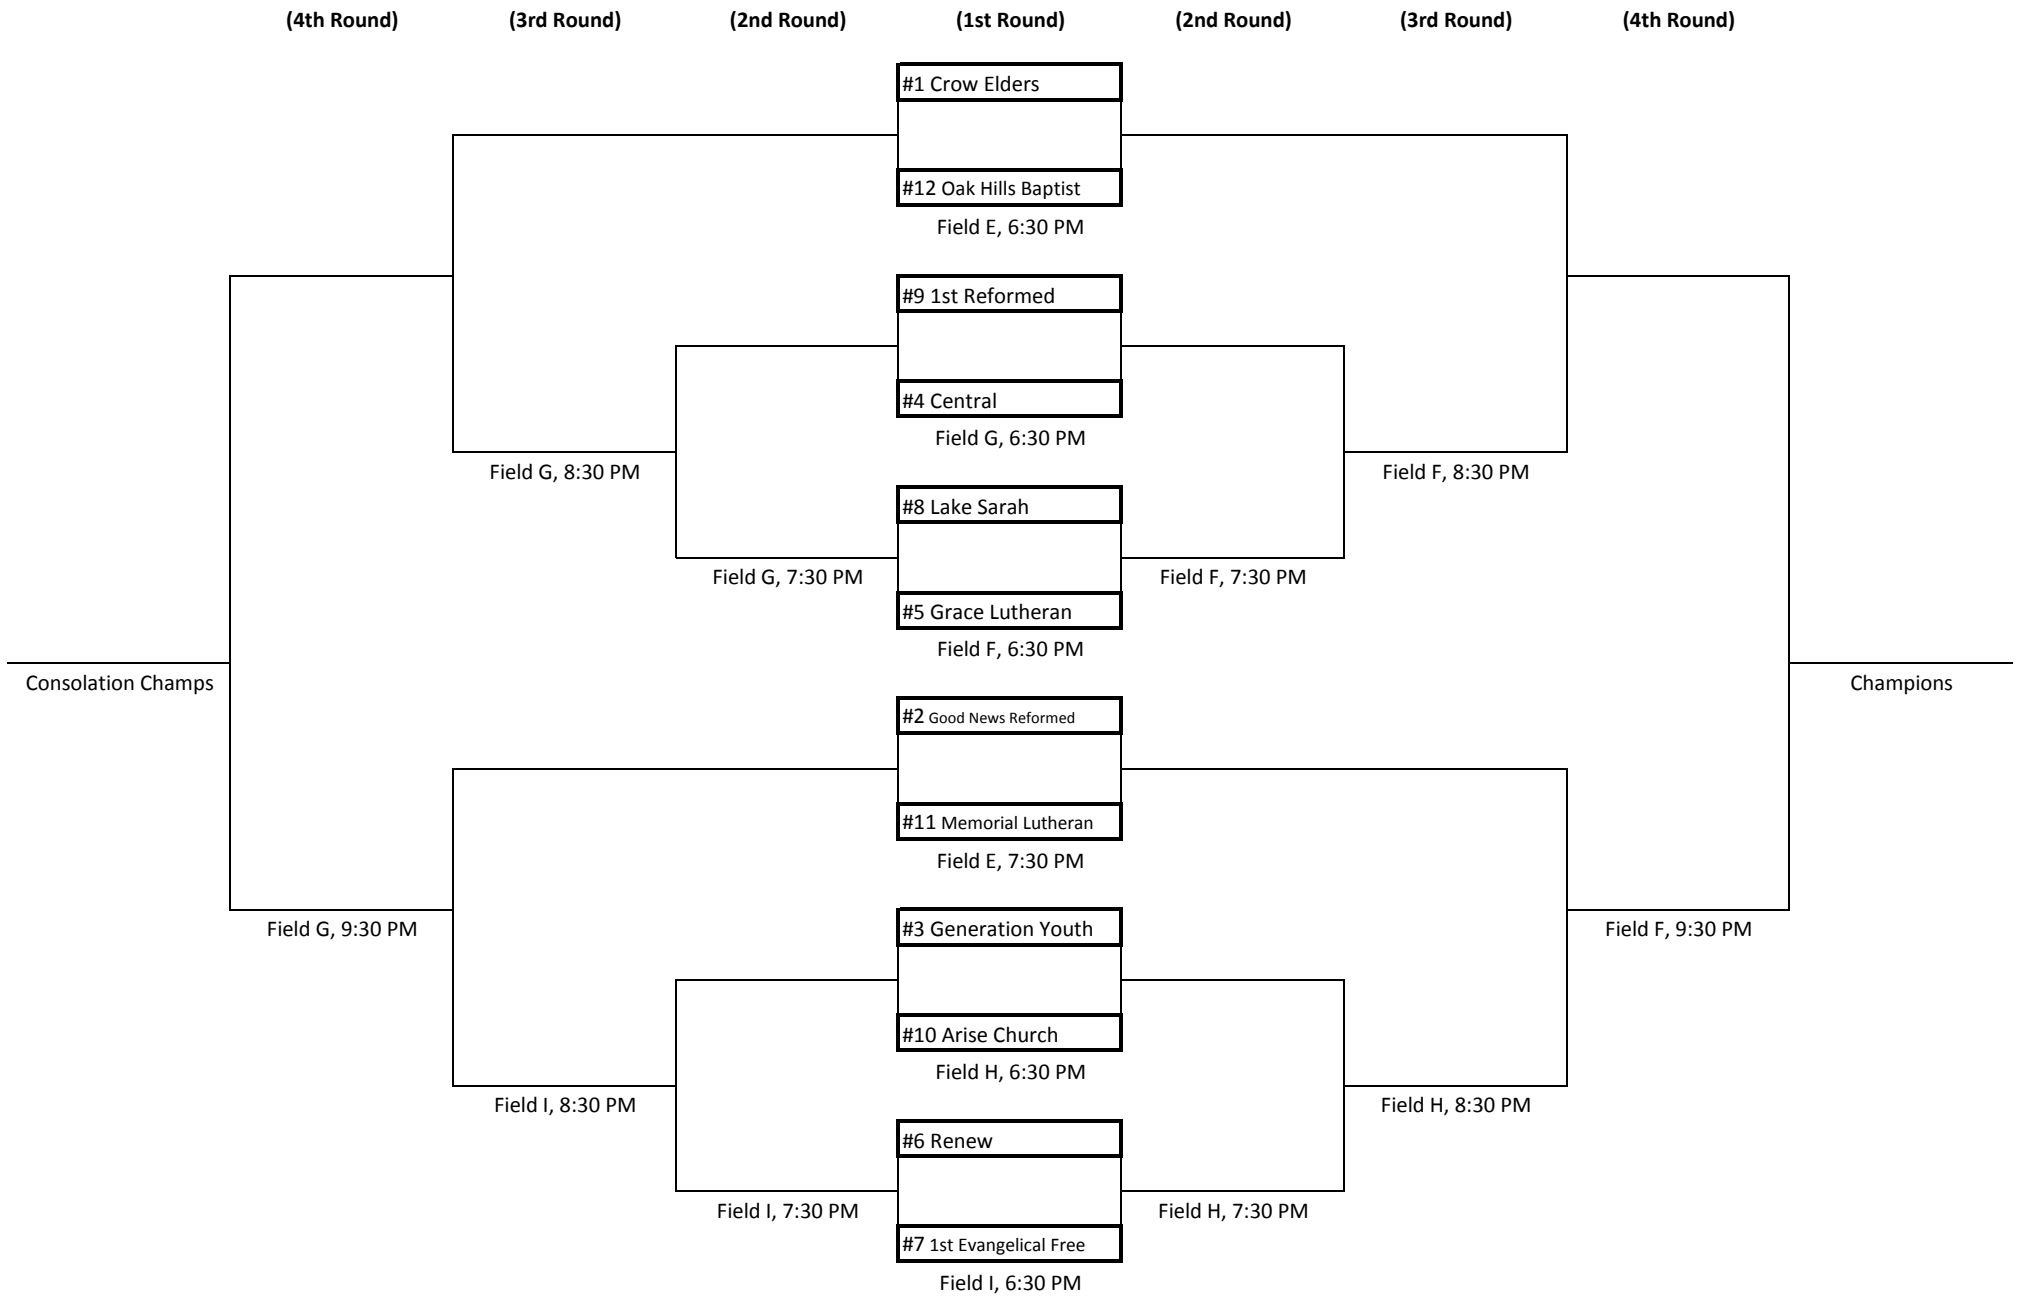 (4th Round) (3rd Round) (2nd Round) (1st Round) (2nd Round) (3rd Round) (4th Round)
#1 Crow Elders
#12 Oak Hills Baptist
Field E, 6:30 PM
#9 1st Reformed
#4 Central
Field G, 6:30 PM
Field G, 8:30 PM
Field F, 8:30 PM
#8 Lake Sarah
Field G, 7:30 PM
Field F, 7:30 PM
#5 Grace Lutheran
Field F, 6:30 PM
Consolation Champs
Champions
#2 Good News Reformed
#11 Memorial Lutheran
Field E, 7:30 PM
Field G, 9:30 PM
#3 Generation Youth
Field F, 9:30 PM
#10 Arise Church
Field H, 6:30 PM
Field I, 8:30 PM
Field H, 8:30 PM
#6 Renew
Field I, 7:30 PM
Field H, 7:30 PM
#7 1st Evangelical Free
Field I, 6:30 PM